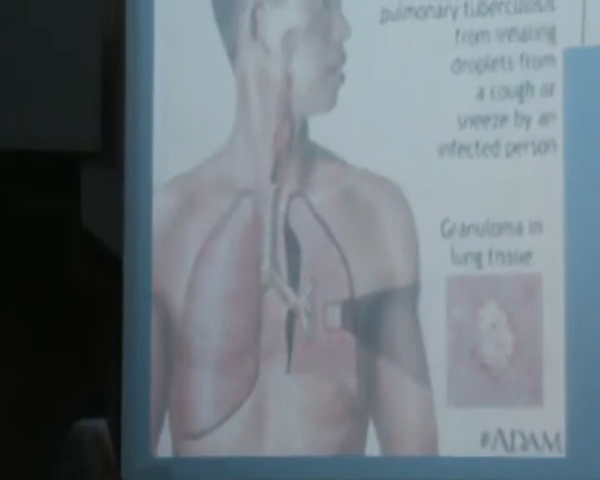 pulmonary tuberculosis
from inhaling
droplets from
a cough or
sneeze by an
infected person
Granuloma in
lung tissue
ADAM